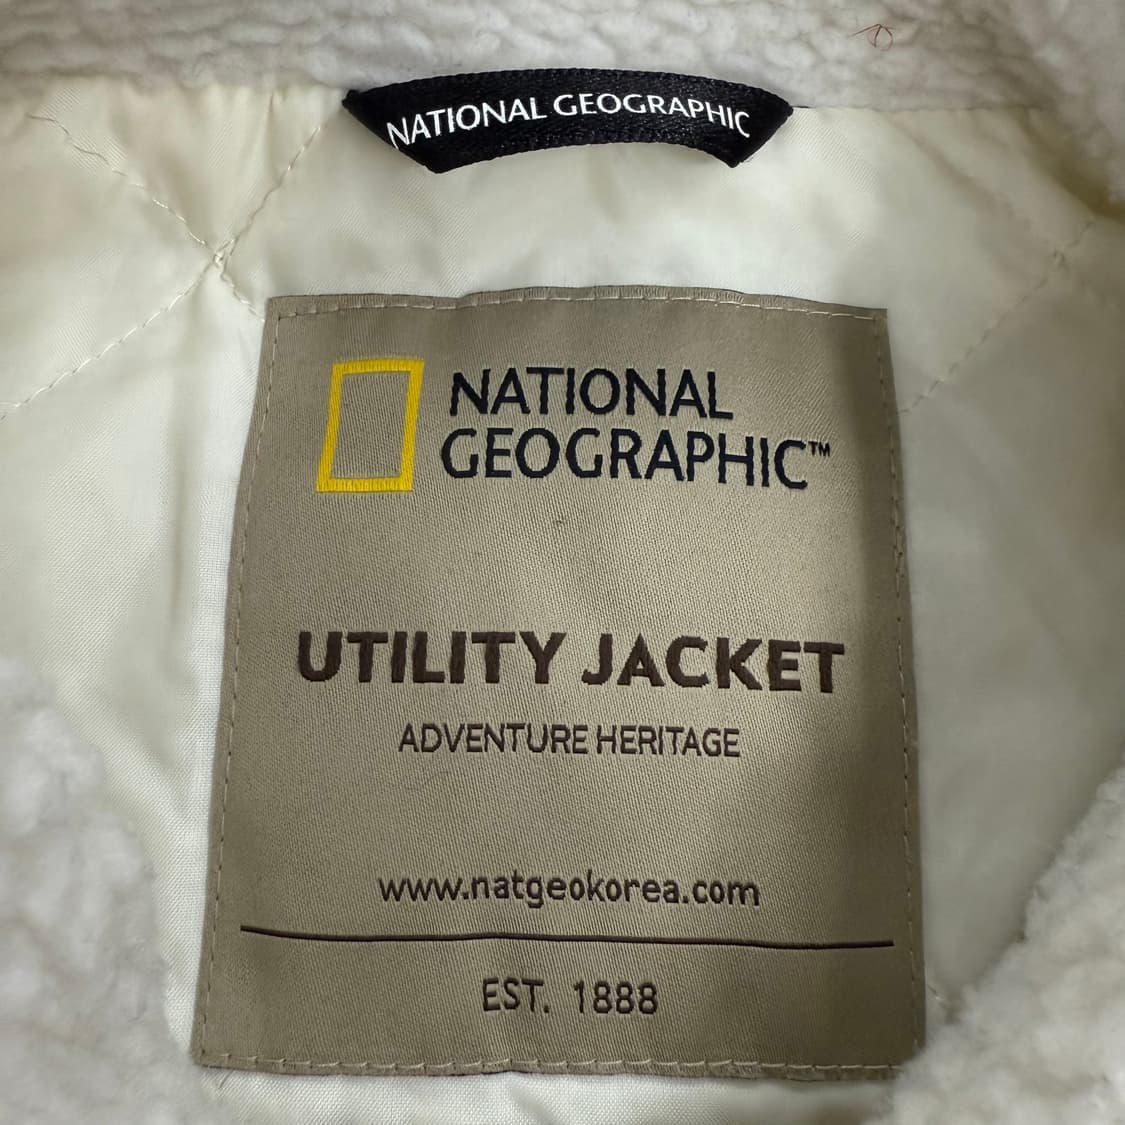 NATIONAL GEOGRAPHIC
NATIONAL
GEOGRAPHIC™
UTILITY JACKET
ADVENTURE HERITAGE
www.natgeokorea.com
EST. 1888